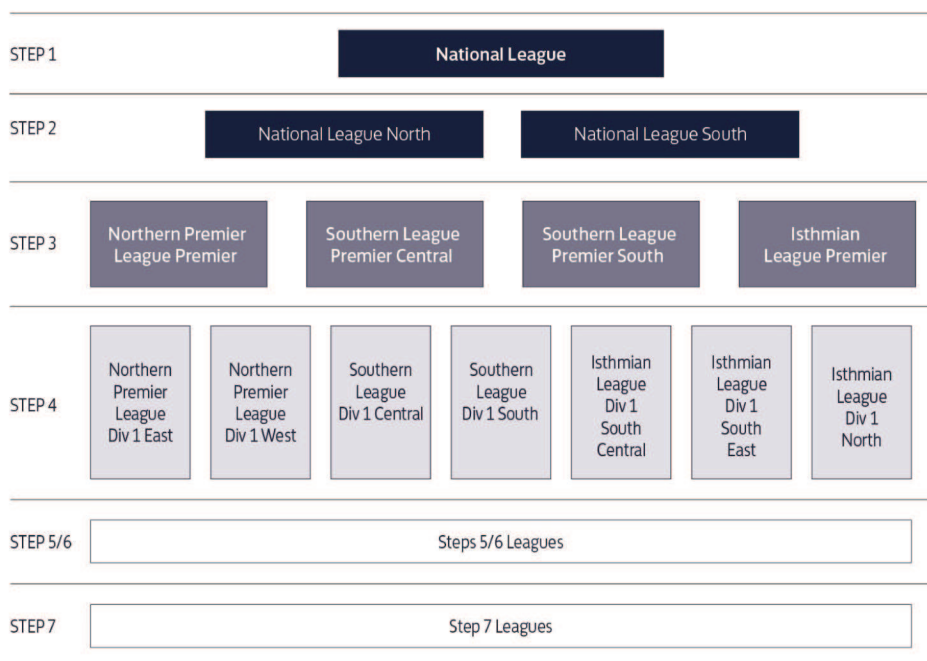 STEP 1
National League
STEP 2
National League North
National League South
STEP 3
Northern Premier
League Premier
Southern League
Premier Central
Southern League
Premier South
Isthmian
League Premier
STEP 4
Northern
Premier
League
Div 1 East
Northern
Premier
League
Div 1 West
Southern
League
Div 1 Central
Southern
League
Div 1 South
Isthmian
League
Div 1
South
Central
Isthmian
League
Div 1
South
East
Isthmian
League
Div 1
North
STEP 5/6
Steps 5/6 Leagues
STEP 7
Step 7 Leagues